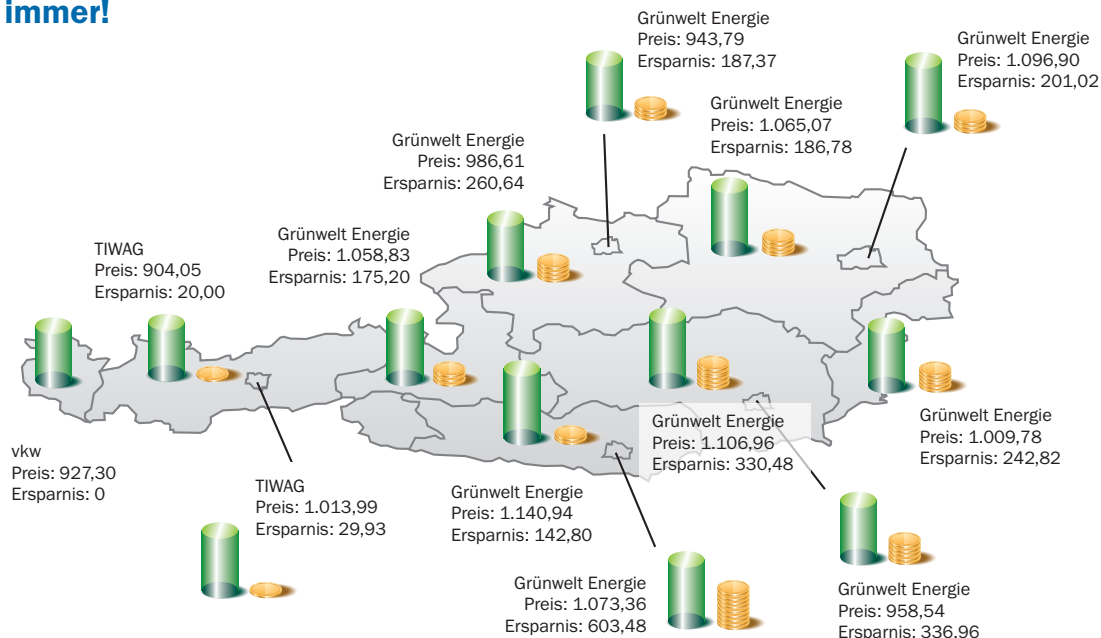 immer!
Grünwelt Energie
Preis: 943,79
Ersparnis: 187,37
Grünwelt Energie
Preis: 1.096,90
Ersparnis: 201,02
Grünwelt Energie
Preis: 1.065,07
Ersparnis: 186,78
Grünwelt Energie
Preis: 986,61
Ersparnis: 260,64
Grünwelt Energie
Preis: 1.058,83
Ersparnis: 175,20
TIWAG
Preis: 904,05
Ersparnis: 20,00
vkw
Preis: 927,30
Ersparnis: 0
TIWAG
Preis: 1.013,99
Ersparnis: 29,93
Grünwelt Energie
Preis: 1.140,94
Ersparnis: 142,80
Grünwelt Energie
Preis: 1.106,96
Ersparnis: 330,48
Grünwelt Energie
Preis: 1.009,78
Ersparnis: 242,82
Grünwelt Energie
Preis: 1.073,36
Ersparnis: 603,48
Grünwelt Energie
Preis: 958,54
Ersparnis: 336,96